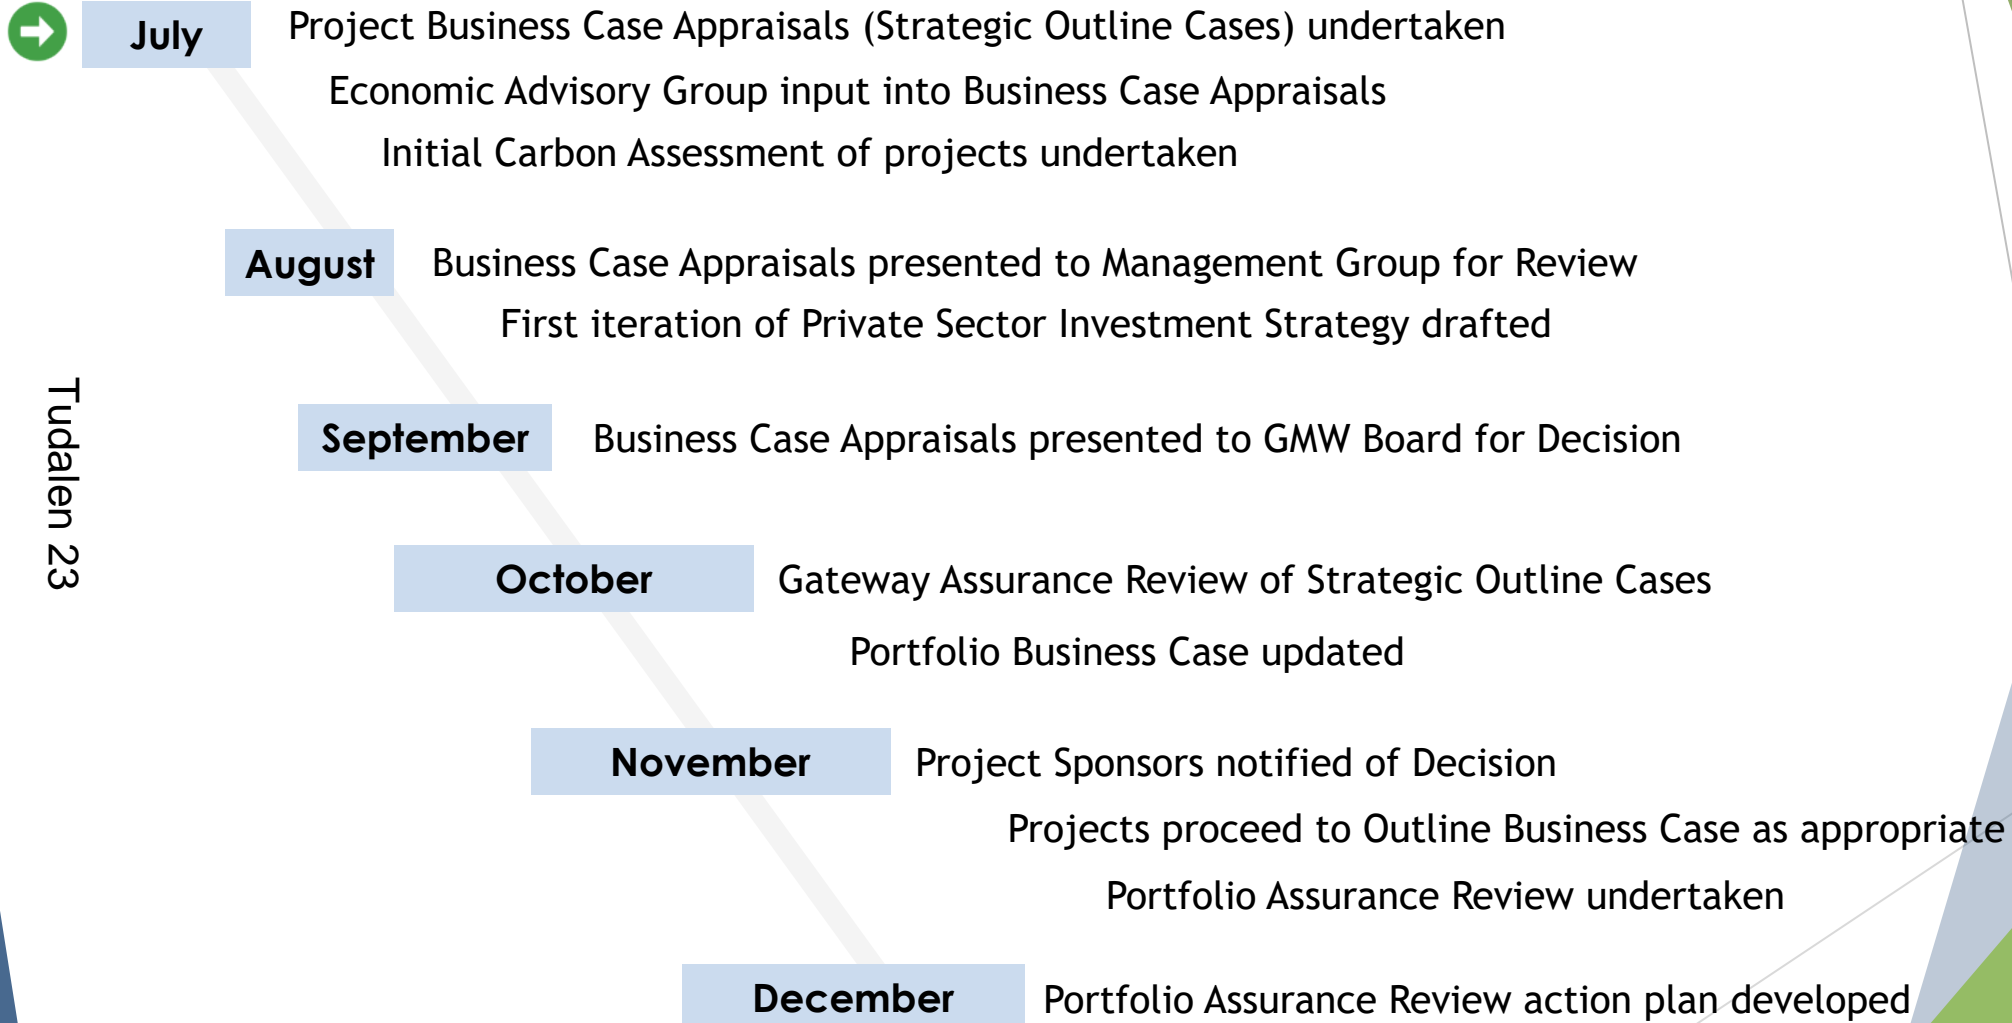 July
Project Business Case Appraisals (Strategic Outline Cases) undertaken
Economic Advisory Group input into Business Case Appraisals
Initial Carbon Assessment of projects undertaken
August
Business Case Appraisals presented to Management Group for Review
First iteration of Private Sector Investment Strategy drafted
September
Business Case Appraisals presented to GMW Board for Decision
October
Gateway Assurance Review of Strategic Outline Cases
Portfolio Business Case updated
November
Project Sponsors notified of Decision
Projects proceed to Outline Business Case as appropriate
Portfolio Assurance Review undertaken
December
Portfolio Assurance Review action plan developed
Tudalen 23